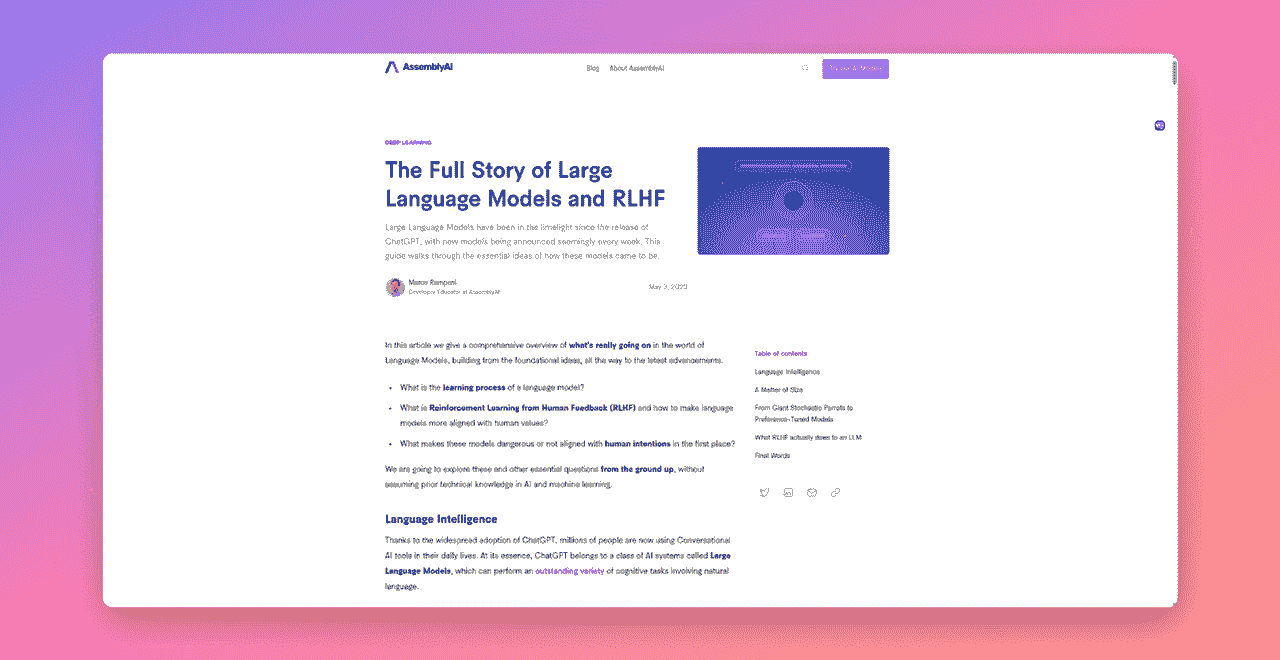 AssemblyAI
Blog About AssemblyAI
DEEP LEARNING
The Full Story of Large
Language Models and RLHF
Large Language Models have been in the limelight since the release of
ChatGPT, with new models being announced seemingly every week. This
guide walks through the essential ideas of how these models came to be.
Marco Ramponi
Developer Educator at AssemblyAI
May 3, 2023
In this article we give a comprehensive overview of what's really going on in the world of
Language Models, building from the foundational ideas, all the way to the latest advancements.
• What is the learning process of a language model?
• What is Reinforcement Learning from Human Feedback (RLHF) and how to make language
models more aligned with human values?
• What makes these models dangerous or not aligned with human intentions in the first place?
We are going to explore these and other essential questions from the ground up, without
assuming prior technical knowledge in AI and machine learning.
Language Intelligence
Thanks to the widespread adoption of ChatGPT, millions of people are now using Conversational
AI tools in their daily lives. At its essence, ChatGPT belongs to a class of AI systems called Large
Language Models, which can perform an outstanding variety of cognitive tasks involving natural
language.
Table of contents
Language Intelligence
A Matter of Size
From Giant Stochastic Parrots to
Preference-Tuned Models
What RLHF actually does to an LLM
Final Words